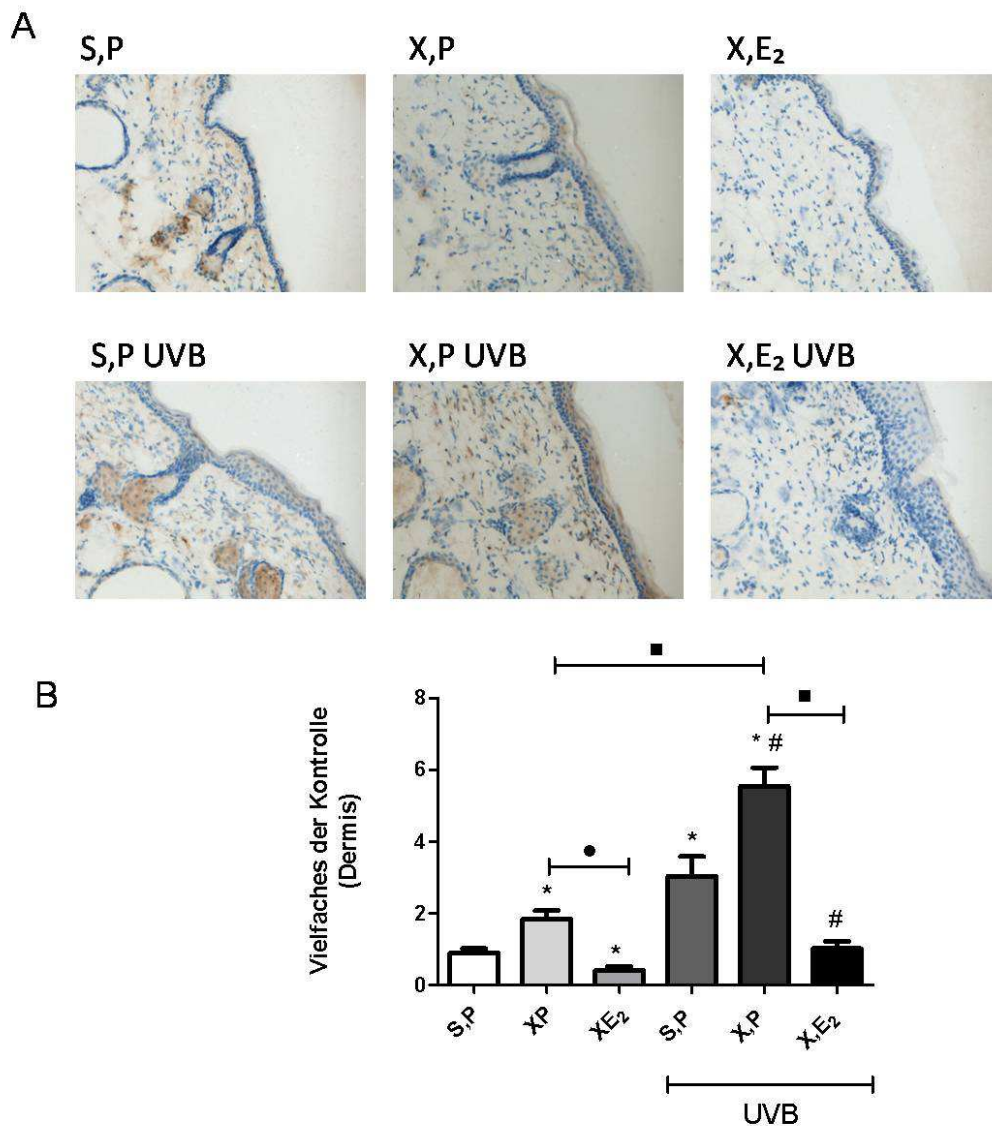 A
S,P X,P X,E₂
S,P UVB X,P UVB X,E₂ UVB
B
Vielfaches der Kontrolle
(Dermis)
8
6
4
2
0
* * * * # #
S,P XP XE₂ S,P X,P X,E₂
UVB